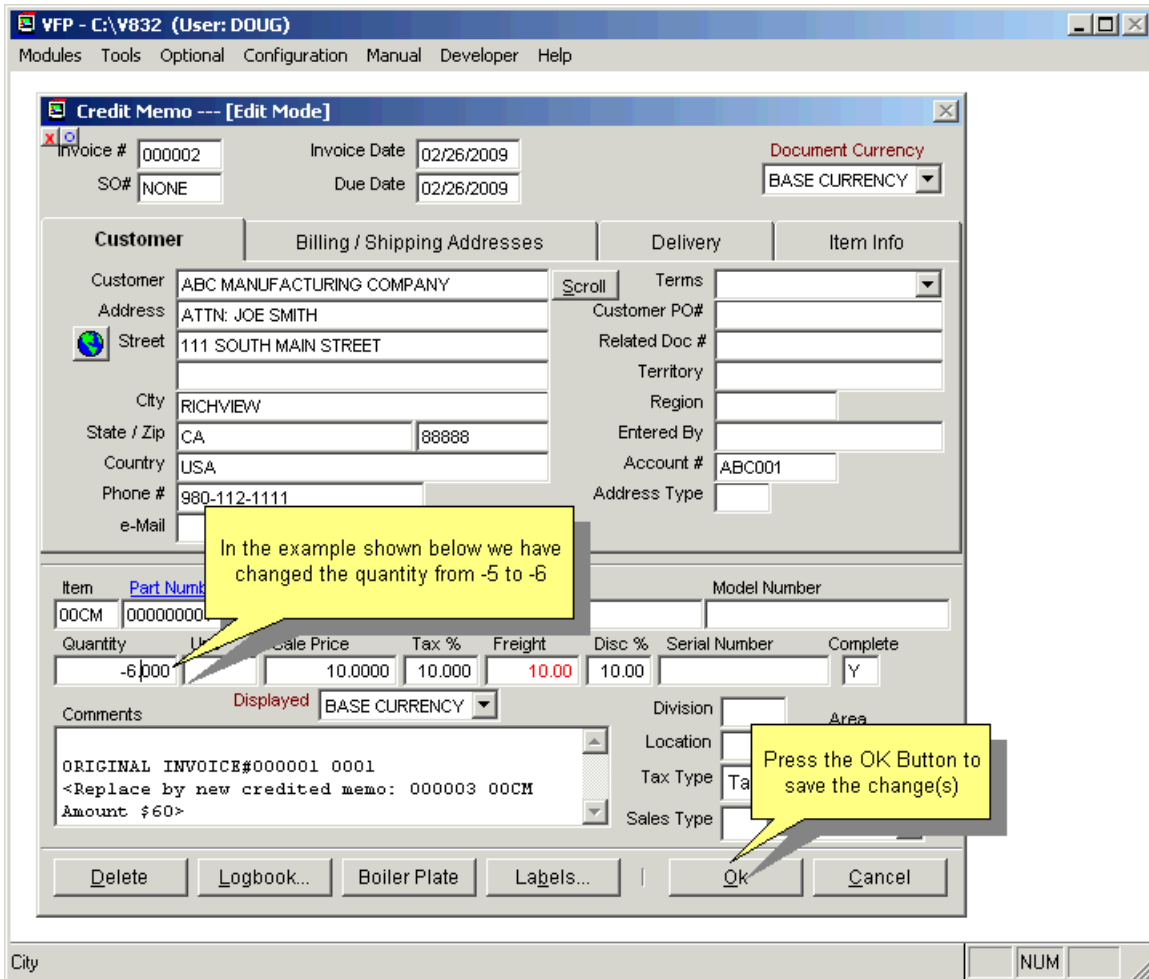 VFP - C:\V832 (User: DOUG)
Modules Tools Optional Configuration Manual Developer Help
Credit Memo --- [Edit Mode]
Invoice # 000002 Invoice Date 02/26/2009 Document Currency
SO# NONE Due Date 02/26/2009 BASE CURRENCY
Customer Billing / Shipping Addresses Delivery Item Info
Customer ABC MANUFACTURING COMPANY Scroll Terms
Address ATTN: JOE SMITH Customer PO#
Street 111 SOUTH MAIN STREET Related Doc #
Territory
City RICHVIEW Region
State / Zip CA 88888 Entered By
Country USA Account # ABC001
Phone # 980-112-1111 Address Type
e-Mail
In the example shown below we have
changed the quantity from -5 to -6
Item Part Numb Model Number
00CM
Quantity Sale Price Tax % Freight Disc % Serial Number Complete
-6.000 10.0000 10.000 10.00 10.00 Y
Displayed BASE CURRENCY
Comments Division Area
Location
ORIGINAL INVOICE#000001 0001
<Replace by new credited memo: 000003 00CM
Amount $60>
Tax Type Ta
Sales Type
Press the OK Button to
save the change(s)
Delete Logbook... Boiler Plate Labels... | Ok Cancel
City NUM